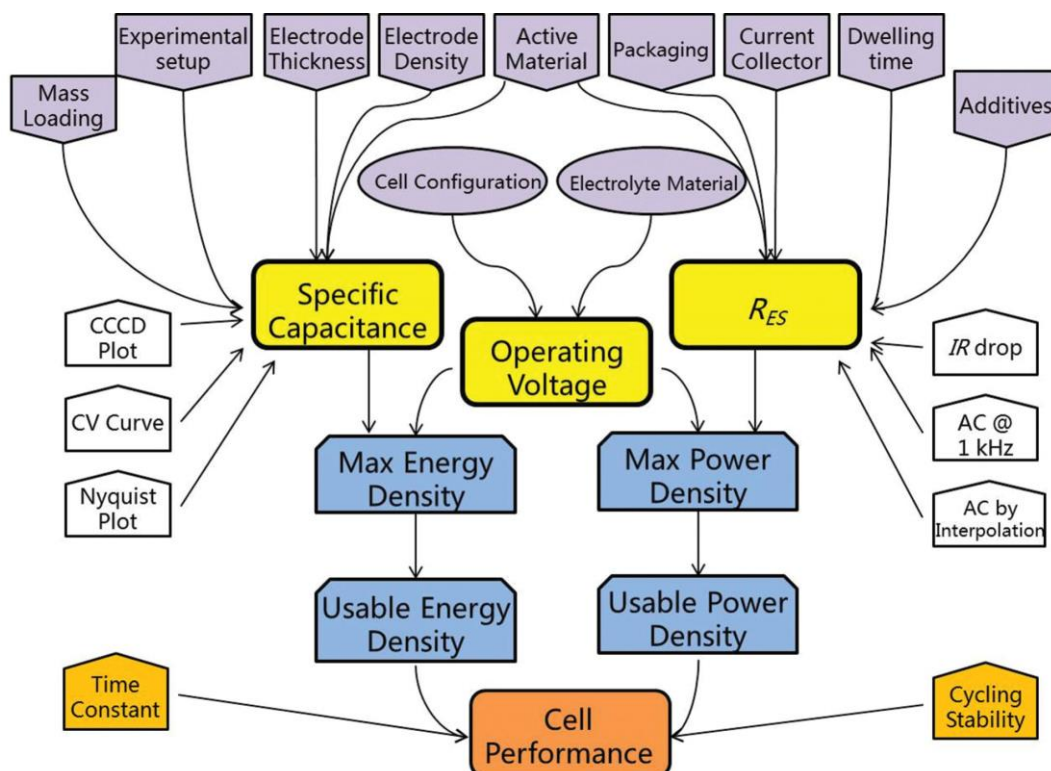 Mass
Loading
Experimental
setup
Electrode
Thickness
Electrode
Density
Active
Material
Packaging
Current
Collector
Dwelling
time
Additives
Cell Configuration
Electrolyte Material
Specific
Capacitance
Operating
Voltage
R_ES
CCCD
Plot
CV Curve
Nyquist
Plot
IR drop
AC @
1 kHz
AC by
Interpolation
Max Energy
Density
Max Power
Density
Usable Energy
Density
Usable Power
Density
Time
Constant
Cell
Performance
Cycling
Stability